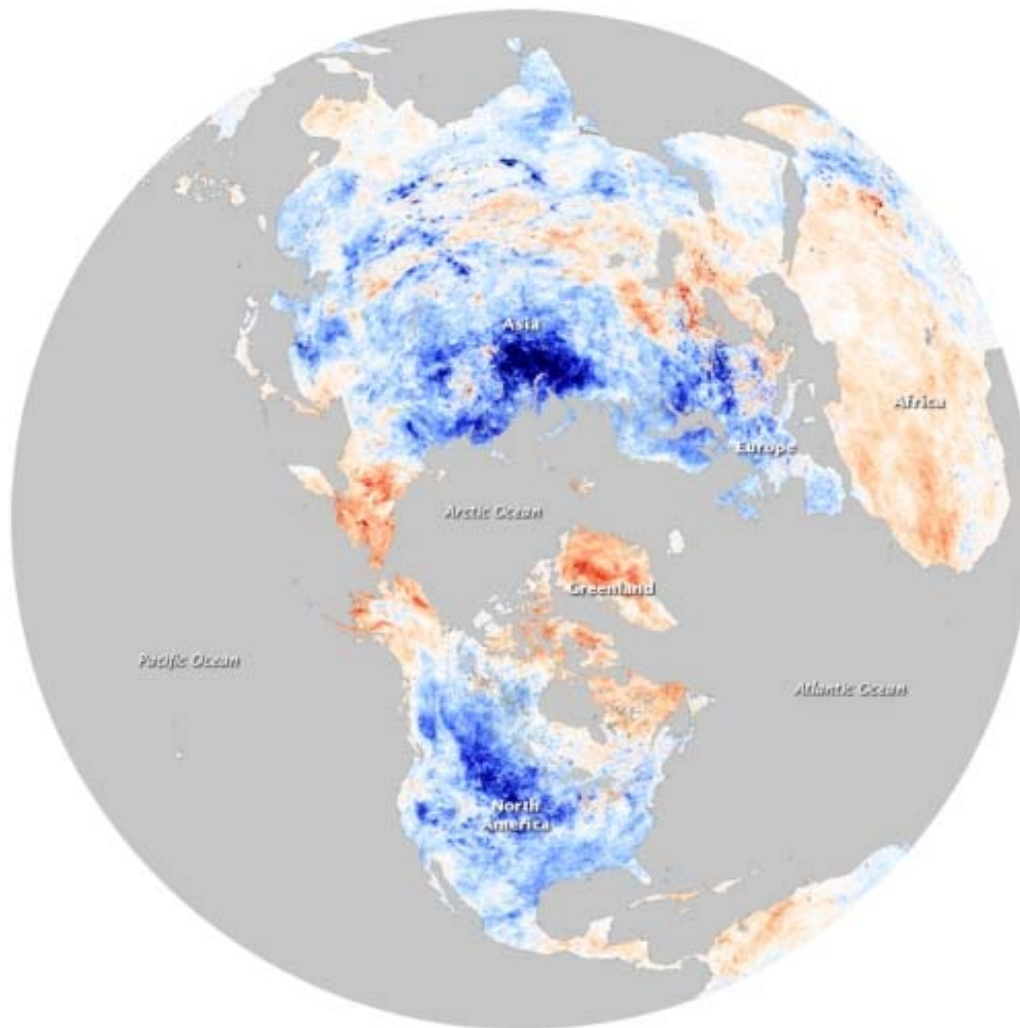 Asia
Africa
Europe
Arctic Ocean
Greenland
Pacific Ocean
Atlantic Ocean
North
America